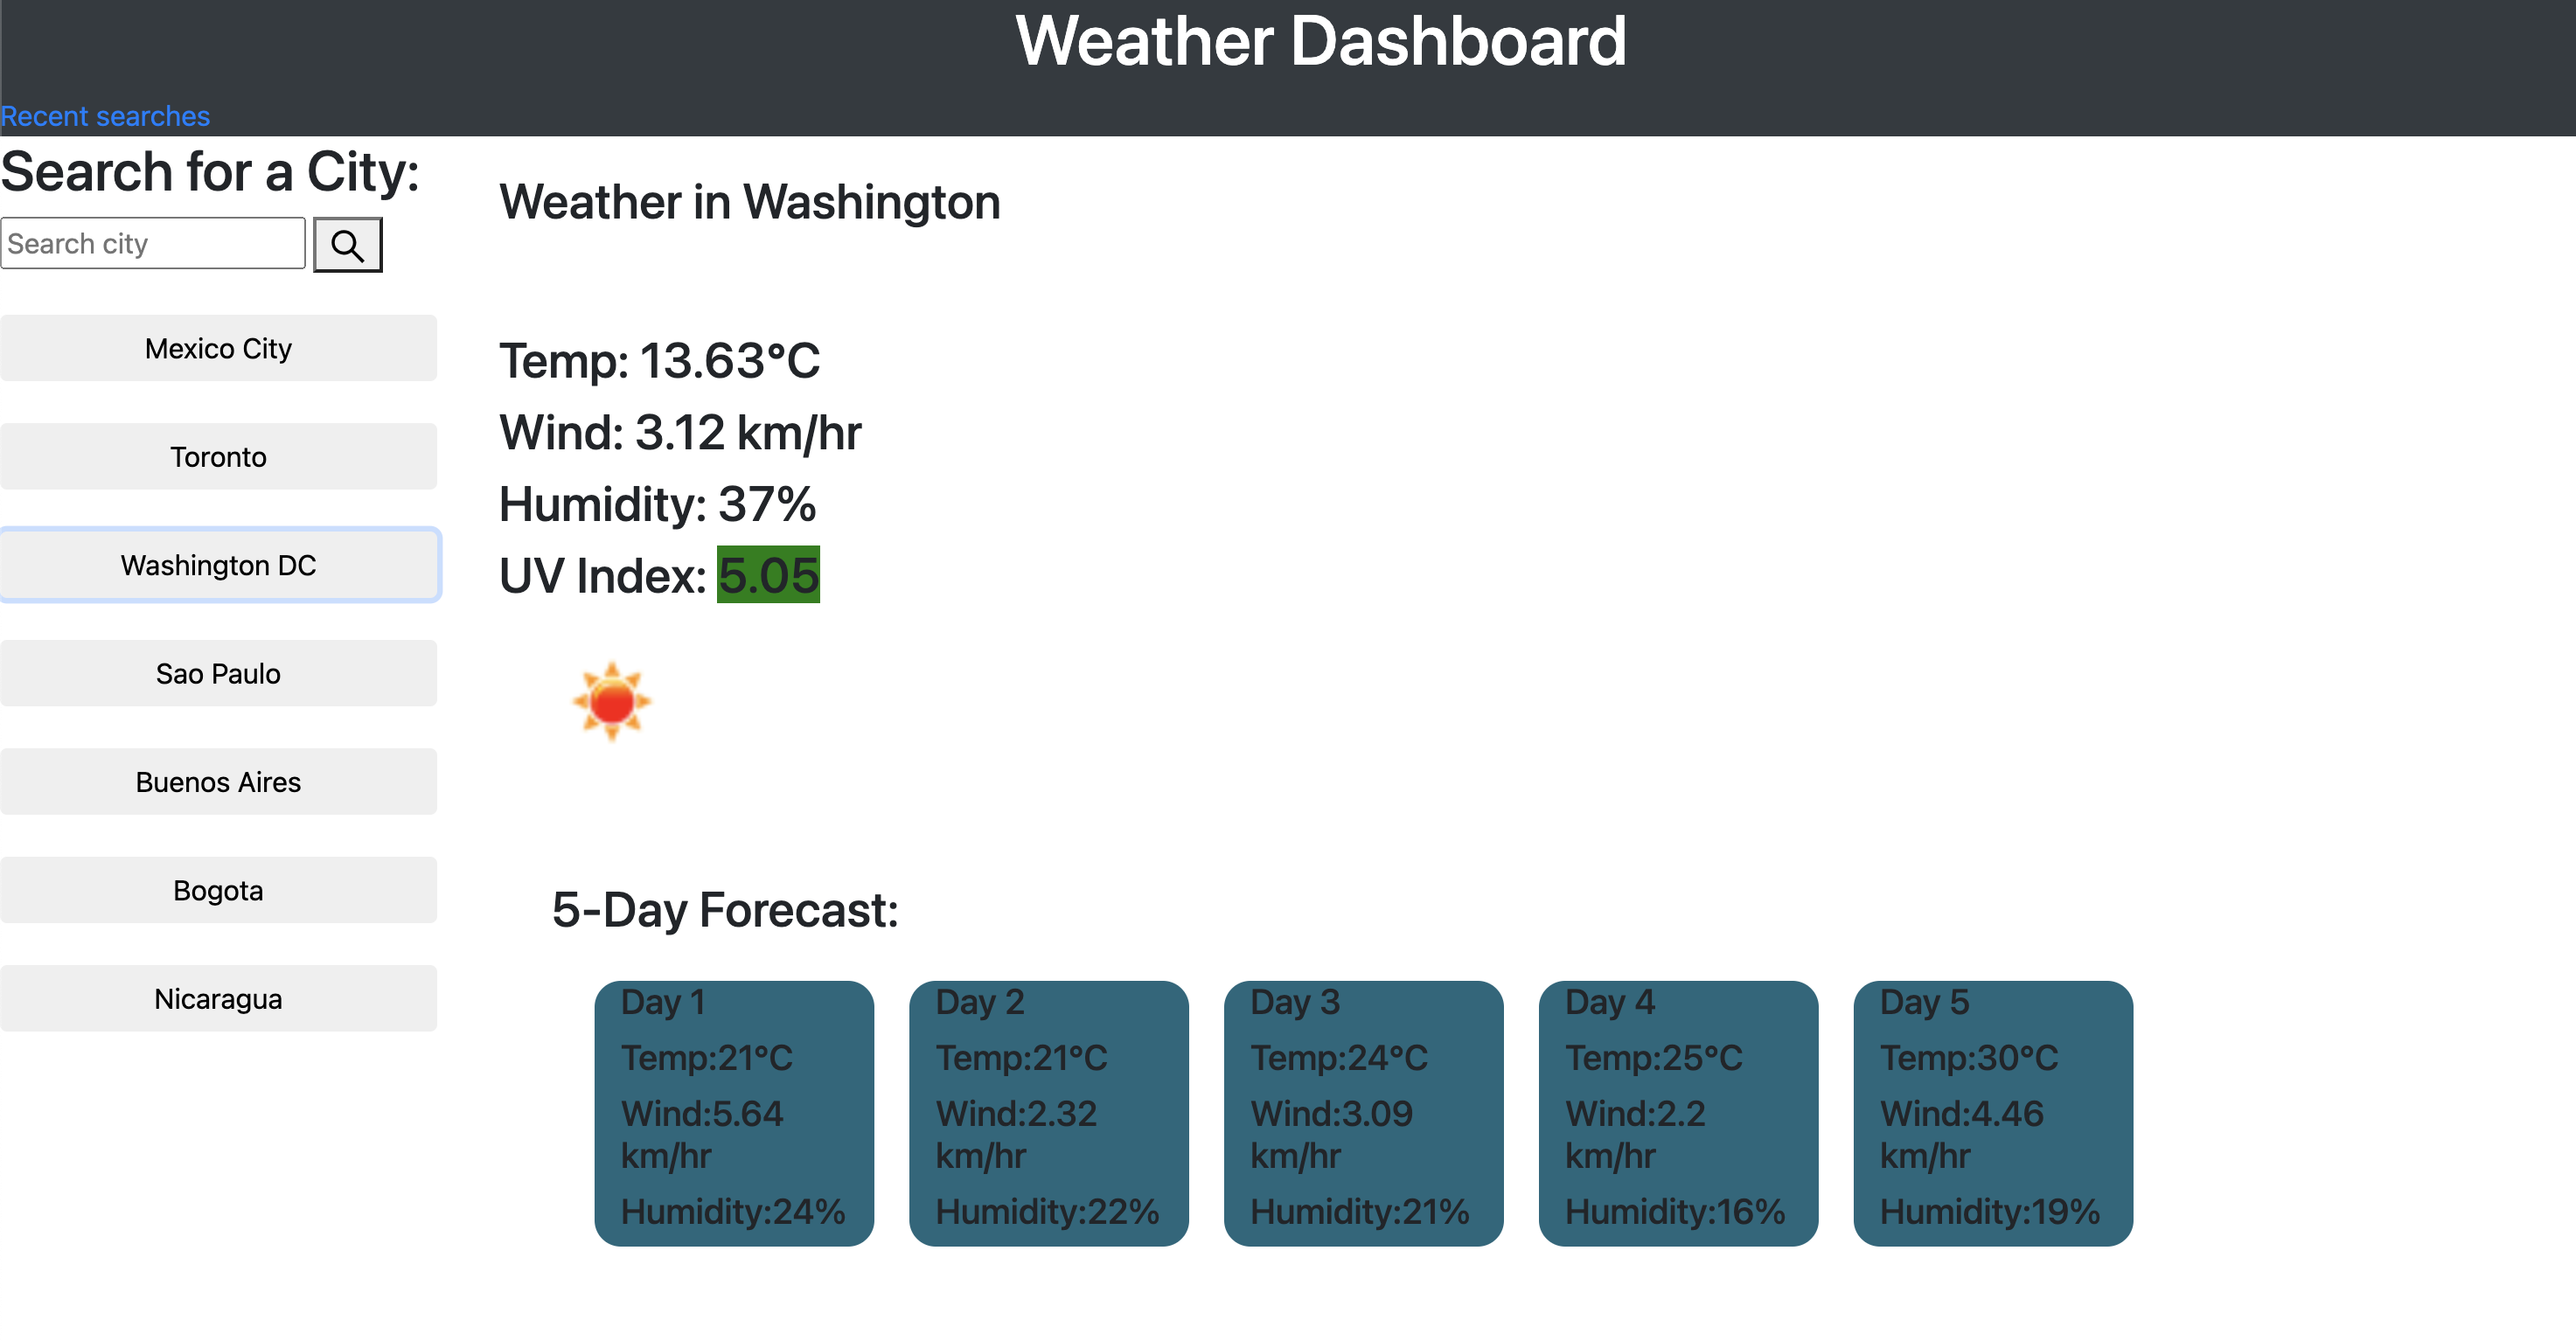 Weather Dashboard
Recent searches
Search for a City:
Search city
Mexico City
Toronto
Washington DC
Sao Paulo
Buenos Aires
Bogota
Nicaragua
Weather in Washington
Temp: 13.63°C
Wind: 3.12 km/hr
Humidity: 37%
UV Index: 5.05
5-Day Forecast:
Day 1
Temp:21°C
Wind:5.64
km/hr
Humidity:24%
Day 2
Temp:21°C
Wind:2.32
km/hr
Humidity:22%
Day 3
Temp:24°C
Wind:3.09
km/hr
Humidity:21%
Day 4
Temp:25°C
Wind:2.2
km/hr
Humidity:16%
Day 5
Temp:30°C
Wind:4.46
km/hr
Humidity:19%